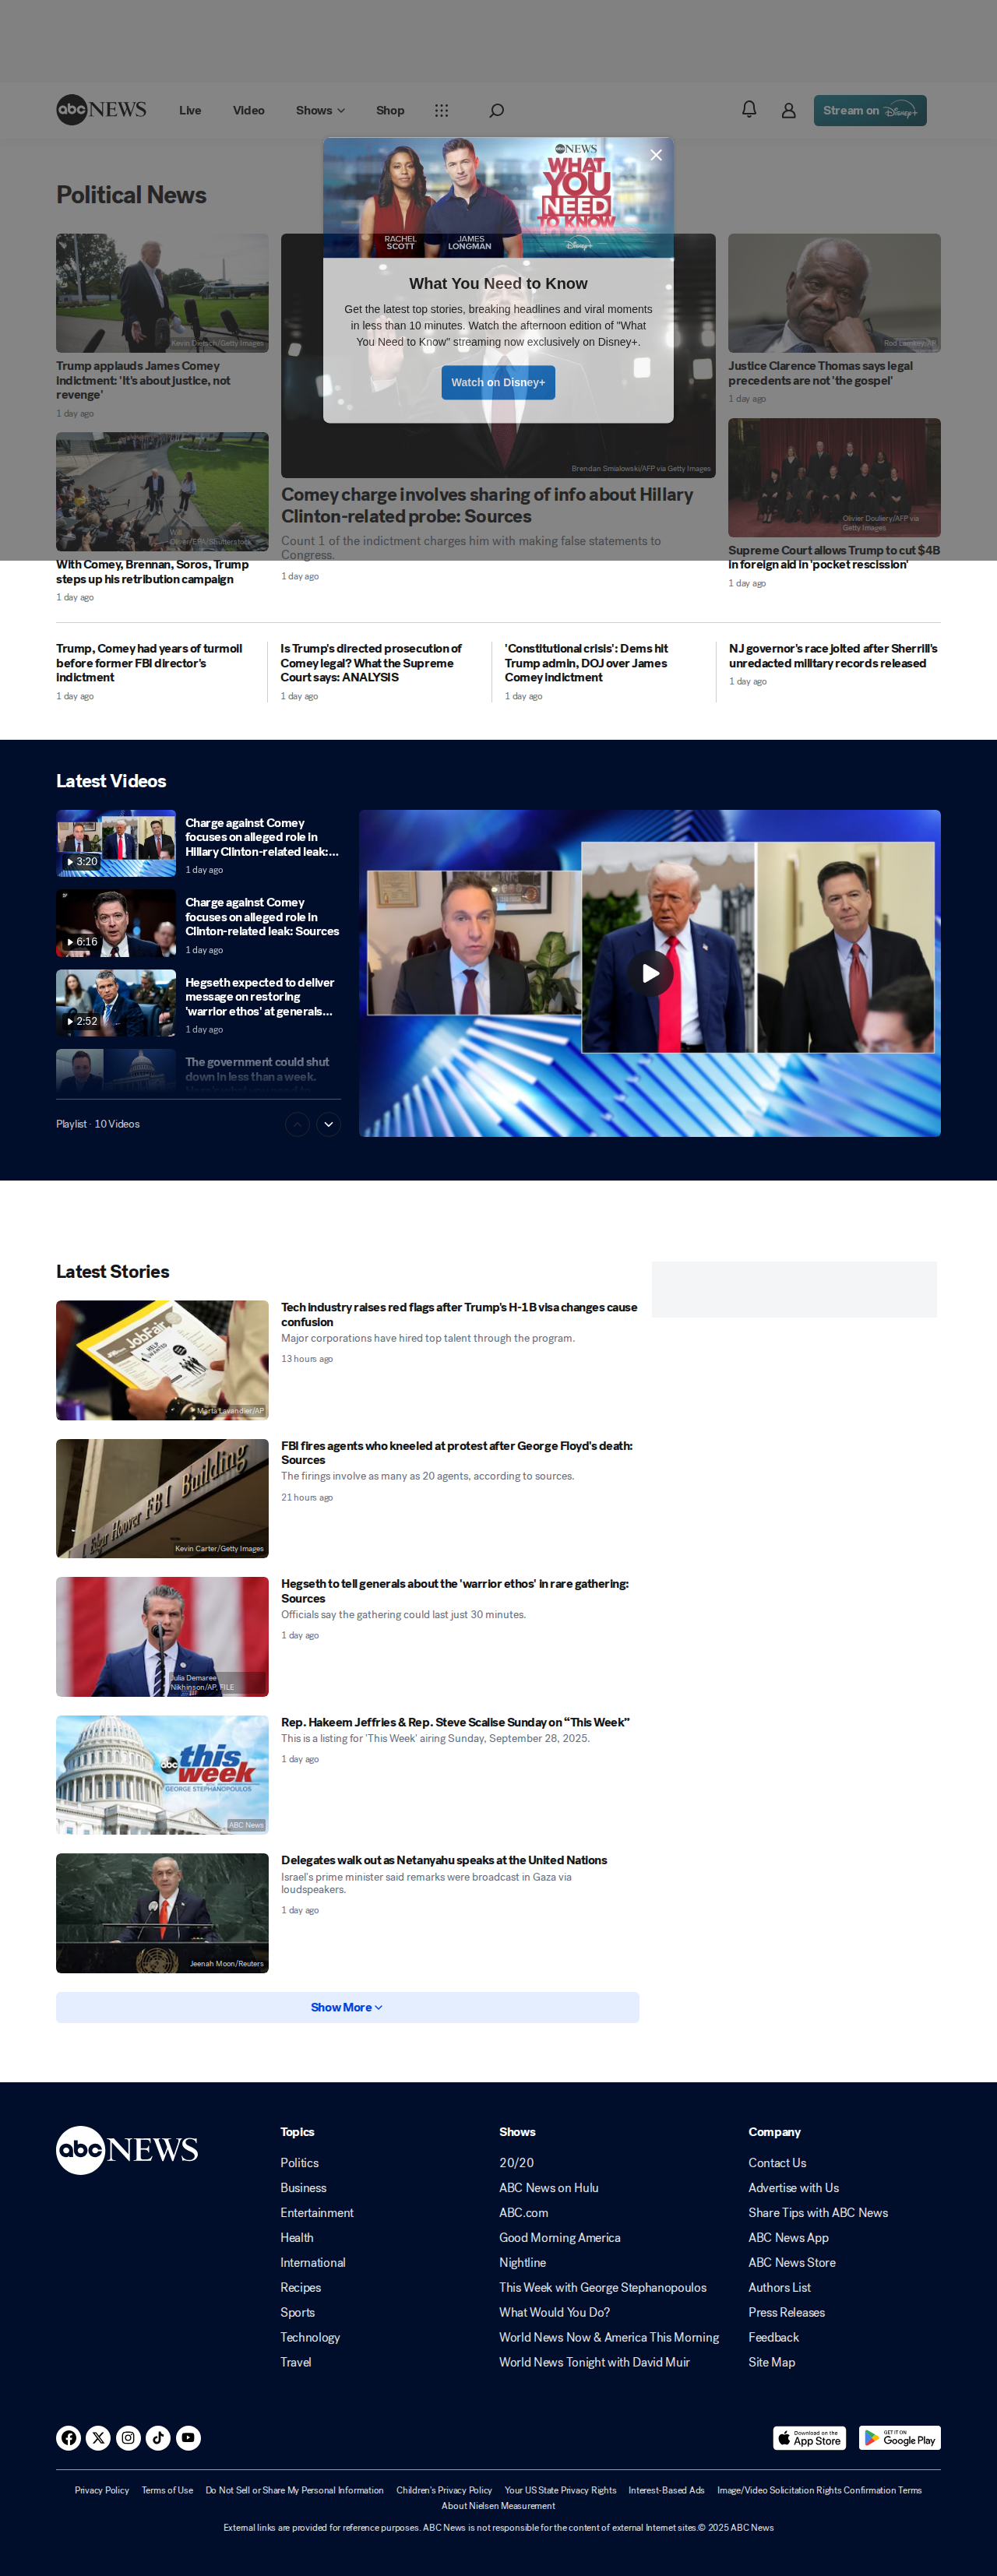 abc NEWS
Live
Video
Shows
Shop
Stream on Disney+
Political News
abc NEWS
WHAT
YOU
NEED
TO KNOW
RACHEL
SCOTT
JAMES
LONGMAN
Disney+
What You Need to Know
Get the latest top stories, breaking headlines and viral moments
in less than 10 minutes. Watch the afternoon edition of "What
You Need to Know" streaming now exclusively on Disney+.
Watch on Disney+
Kevin Dietsch/Getty Images
Trump applauds James Comey
indictment: 'It's about justice, not
revenge'
1 day ago
Will
Oliver/EPA/Shutterstock
With Comey, Brennan, Soros, Trump
steps up his retribution campaign
1 day ago
Brendan Smialowski/AFP via Getty Images
Comey charge involves sharing of info about Hillary
Clinton-related probe: Sources
Count 1 of the indictment charges him with making false statements to
Congress.
1 day ago
Justice Clarence Thomas says legal
precedents are not 'the gospel'
1 day ago
Olivier Douliery/AFP via
Getty Images
Supreme Court allows Trump to cut $4B
in foreign aid in 'pocket rescission'
1 day ago
Trump, Comey had years of turmoil
before former FBI director's
indictment
1 day ago
Is Trump's directed prosecution of
Comey legal? What the Supreme
Court says: ANALYSIS
1 day ago
'Constitutional crisis': Dems hit
Trump admin, DOJ over James
Comey indictment
1 day ago
NJ governor's race jolted after Sherrill's
unredacted military records released
1 day ago
Latest Videos
3:20
Charge against Comey
focuses on alleged role in
Hillary Clinton-related leak:...
1 day ago
6:16
Charge against Comey
focuses on alleged role in
Clinton-related leak: Sources
1 day ago
2:52
Hegseth expected to deliver
message on restoring
'warrior ethos' at generals...
1 day ago
The government could shut
down in less than a week.
Playlist · 10 Videos
Latest Stories
JobFair
HELP
WANTED
Marta Lavandier/AP
Tech industry raises red flags after Trump's H-1B visa changes cause
confusion
Major corporations have hired top talent through the program.
13 hours ago
Edgar Hoover FBI Building
Kevin Carter/Getty Images
FBI fires agents who kneeled at protest after George Floyd's death:
Sources
The firings involve as many as 20 agents, according to sources.
21 hours ago
Julia Demaree
Nikhinson/AP, FILE
Hegseth to tell generals about the 'warrior ethos' in rare gathering:
Sources
Officials say the gathering could last just 30 minutes.
1 day ago
abc this
week
GEORGE STEPHANOPOULOS
ABC News
Rep. Hakeem Jeffries & Rep. Steve Scalise Sunday on “This Week”
This is a listing for 'This Week' airing Sunday, September 28, 2025.
1 day ago
Jeenah Moon/Reuters
Delegates walk out as Netanyahu speaks at the United Nations
Israel's prime minister said remarks were broadcast in Gaza via
loudspeakers.
1 day ago
Show More
abc NEWS
Topics
Politics
Business
Entertainment
Health
International
Recipes
Sports
Technology
Travel
Shows
20/20
ABC News on Hulu
ABC.com
Good Morning America
Nightline
This Week with George Stephanopoulos
What Would You Do?
World News Now & America This Morning
World News Tonight with David Muir
Company
Contact Us
Advertise with Us
Share Tips with ABC News
ABC News App
ABC News Store
Authors List
Press Releases
Feedback
Site Map
Download on the
App Store
GET IT ON
Google Play
Privacy Policy Terms of Use Do Not Sell or Share My Personal Information Children's Privacy Policy Your US State Privacy Rights Interest-Based Ads Image/Video Solicitation Rights Confirmation Terms
About Nielsen Measurement
External links are provided for reference purposes. ABC News is not responsible for the content of external Internet sites.© 2025 ABC News